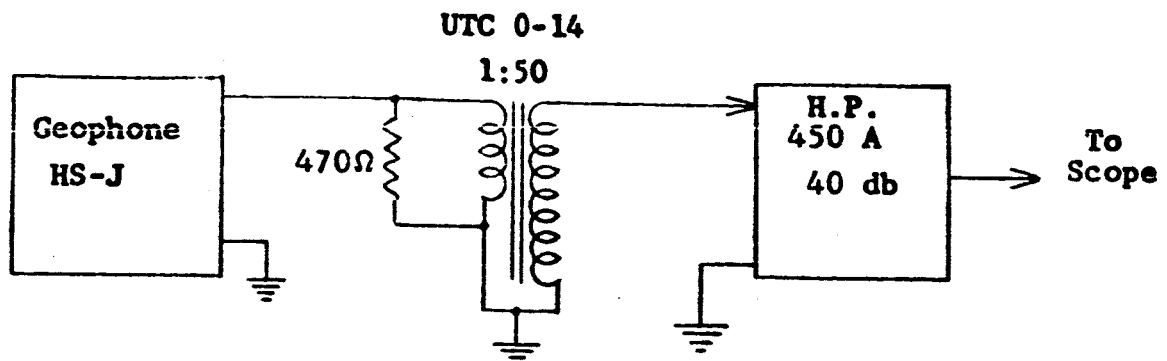 UTC 0-14
1:50
Geophone
HS-J
470Ω
H.P.
450 A
40 db
To
Scope